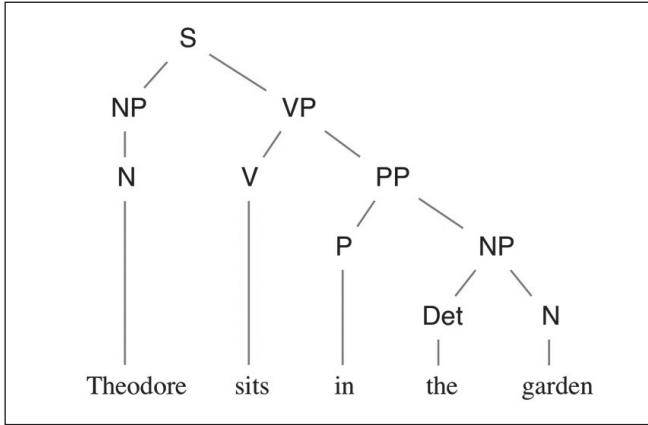 S
NP VP
N V PP
P NP
Det N
Theodore sits in the garden